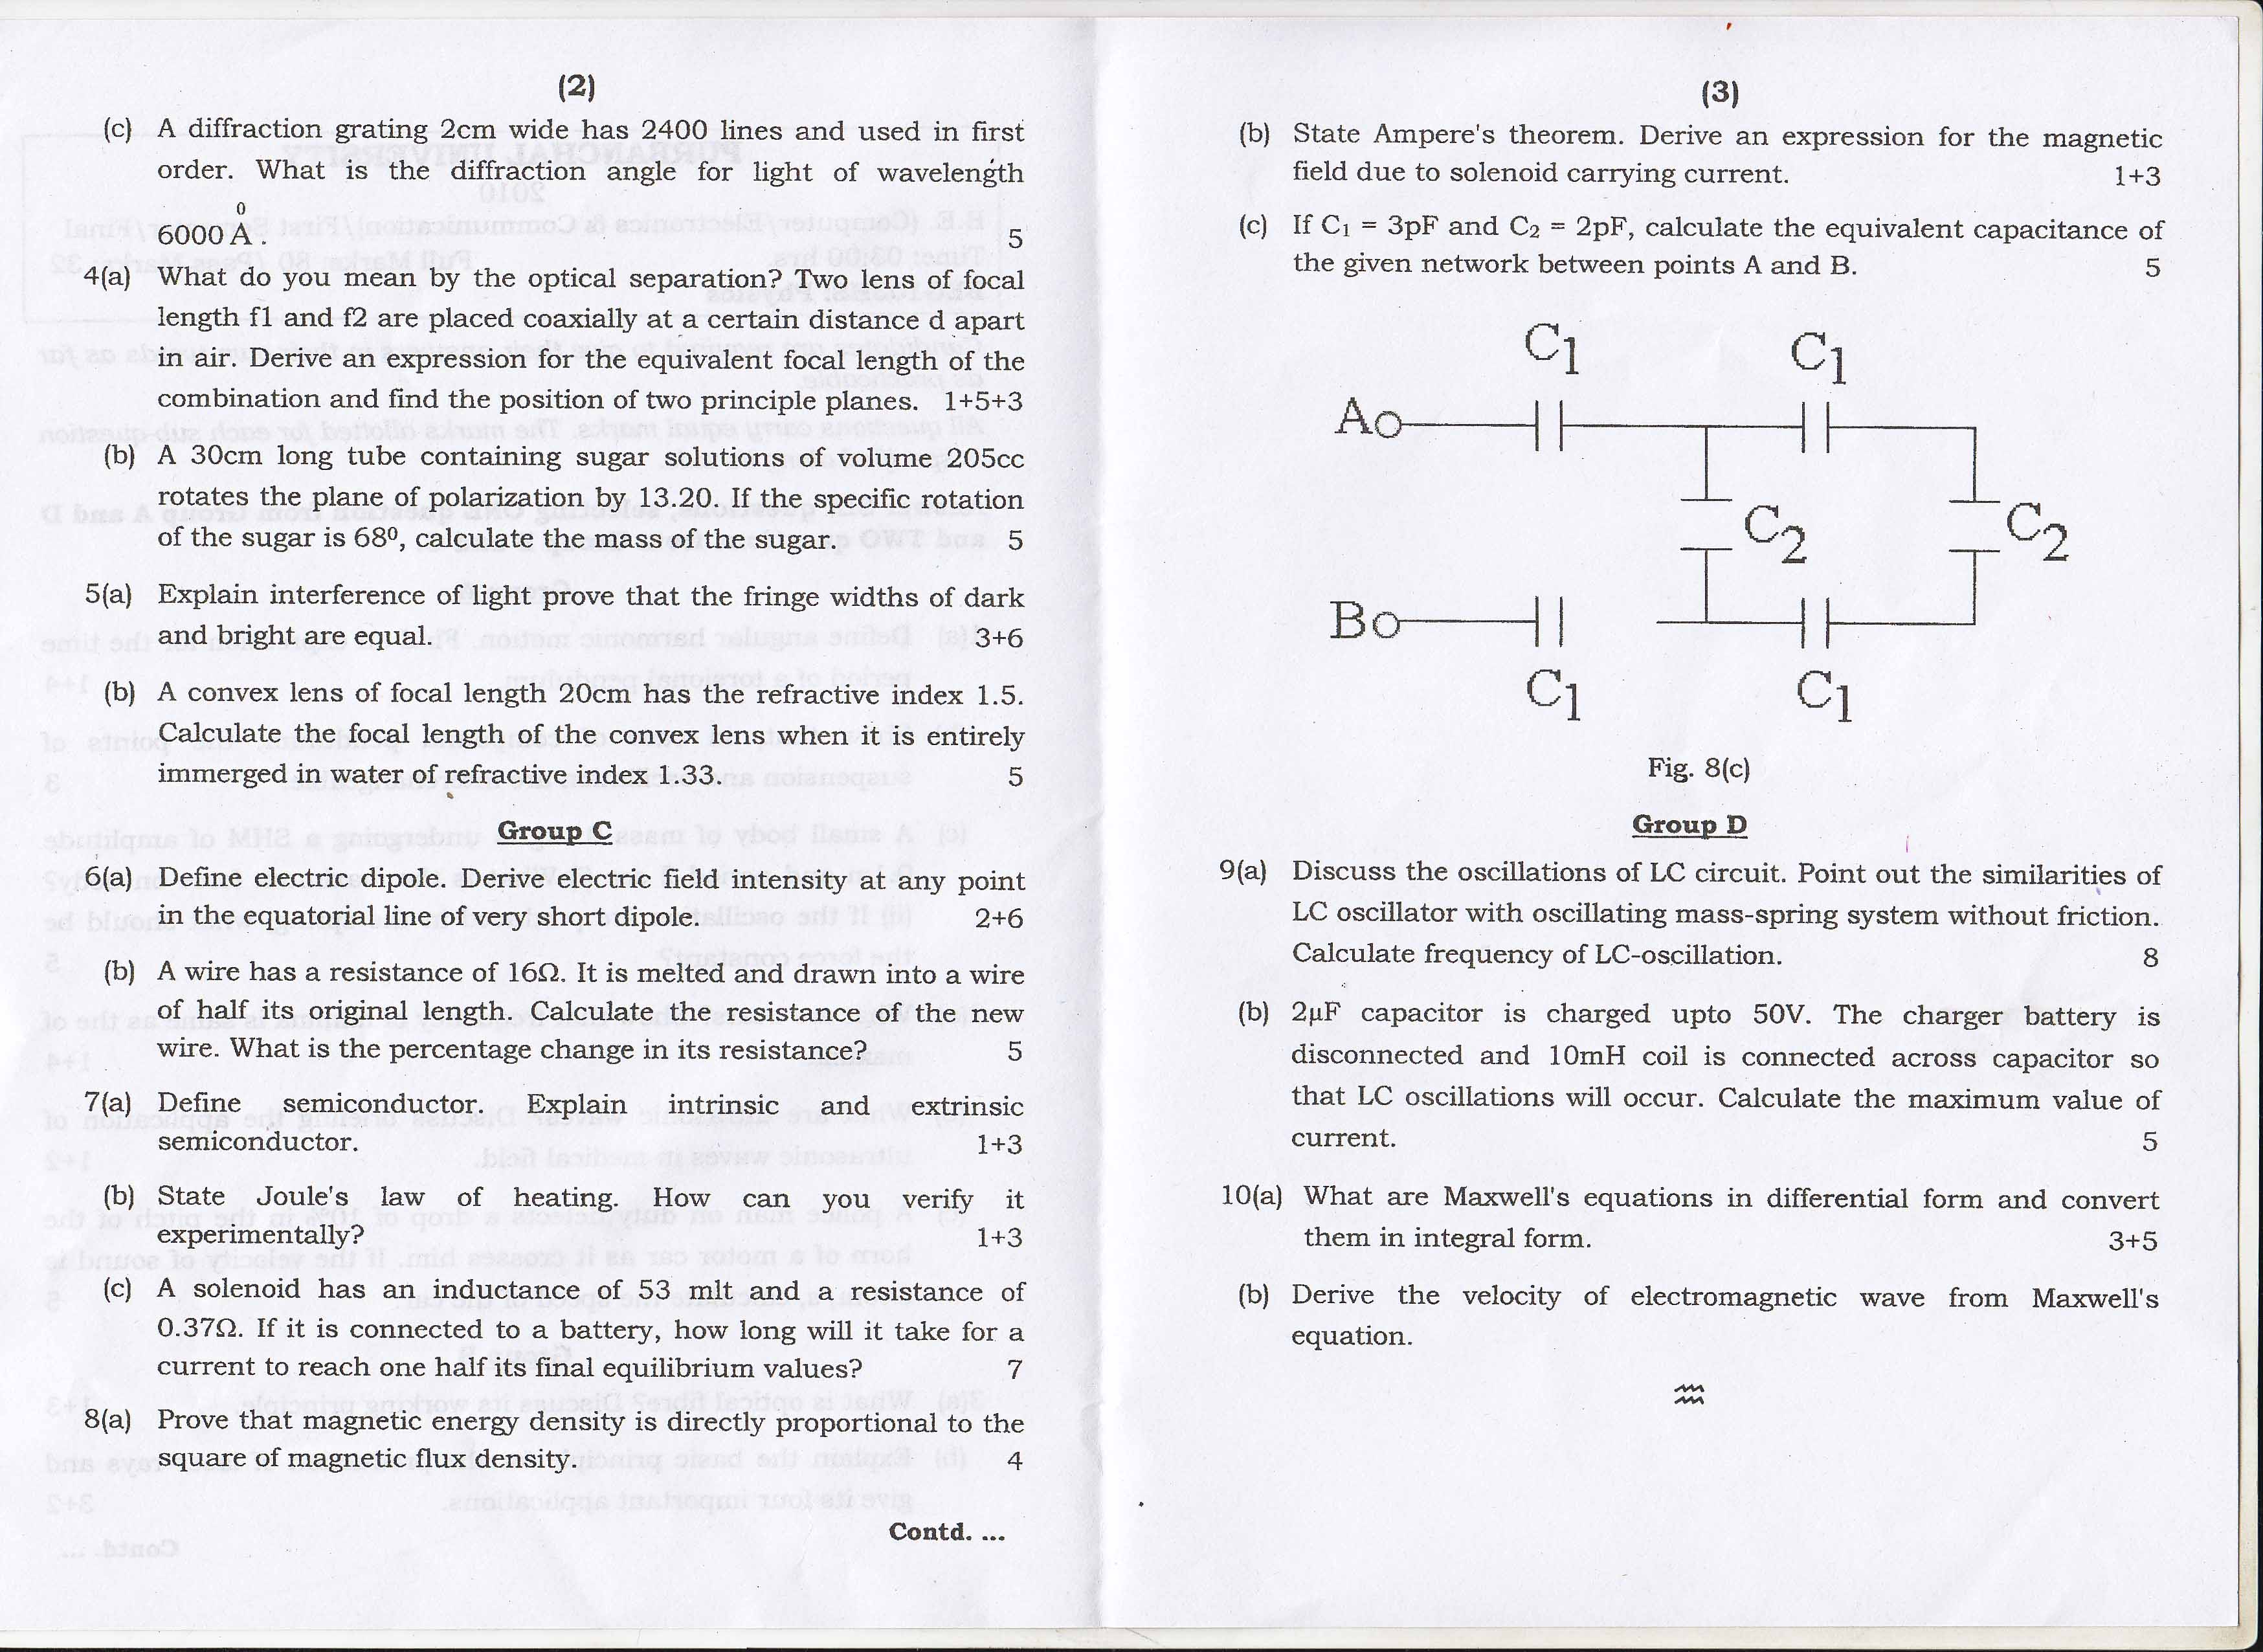 (2)
(c) A diffraction grating 2cm wide has 2400 lines and used in first
order. What is the diffraction angle for light of wavelength
0
6000 A . 5
4(a) What do you mean by the optical separation? Two lens of focal
length f1 and f2 are placed coaxially at a certain distance d apart
in air. Derive an expression for the equivalent focal length of the
combination and find the position of two principle planes. 1+5+3
(b) A 30cm long tube containing sugar solutions of volume 205cc
rotates the plane of polarization by 13.20. If the specific rotation
of the sugar is 68⁰, calculate the mass of the sugar. 5
5(a) Explain interference of light prove that the fringe widths of dark
and bright are equal. 3+6
(b) A convex lens of focal length 20cm has the refractive index 1.5.
Calculate the focal length of the convex lens when it is entirely
immerged in water of refractive index 1.33. 5
Group C
6(a) Define electric dipole. Derive electric field intensity at any point
in the equatorial line of very short dipole. 2+6
(b) A wire has a resistance of 16Ω. It is melted and drawn into a wire
of half its original length. Calculate the resistance of the new
wire. What is the percentage change in its resistance? 5
7(a) Define semiconductor. Explain intrinsic and extrinsic
semiconductor. 1+3
(b) State Joule's law of heating. How can you verify it
experimentally? 1+3
(c) A solenoid has an inductance of 53 mlt and a resistance of
0.37Ω. If it is connected to a battery, how long will it take for a
current to reach one half its final equilibrium values? 7
8(a) Prove that magnetic energy density is directly proportional to the
square of magnetic flux density. 4
Contd. ...
(3)
(b) State Ampere's theorem. Derive an expression for the magnetic
field due to solenoid carrying current. 1+3
(c) If C₁ = 3pF and C₂ = 2pF, calculate the equivalent capacitance of
the given network between points A and B. 5
C₁ C₁
A
C₂ C₂
B
C₁ C₁
Fig. 8(c)
Group D
9(a) Discuss the oscillations of LC circuit. Point out the similarities of
LC oscillator with oscillating mass-spring system without friction.
Calculate frequency of LC-oscillation. 8
(b) 2µF capacitor is charged upto 50V. The charger battery is
disconnected and 10mH coil is connected across capacitor so
that LC oscillations will occur. Calculate the maximum value of
current. 5
10(a) What are Maxwell's equations in differential form and convert
them in integral form. 3+5
(b) Derive the velocity of electromagnetic wave from Maxwell's
equation.